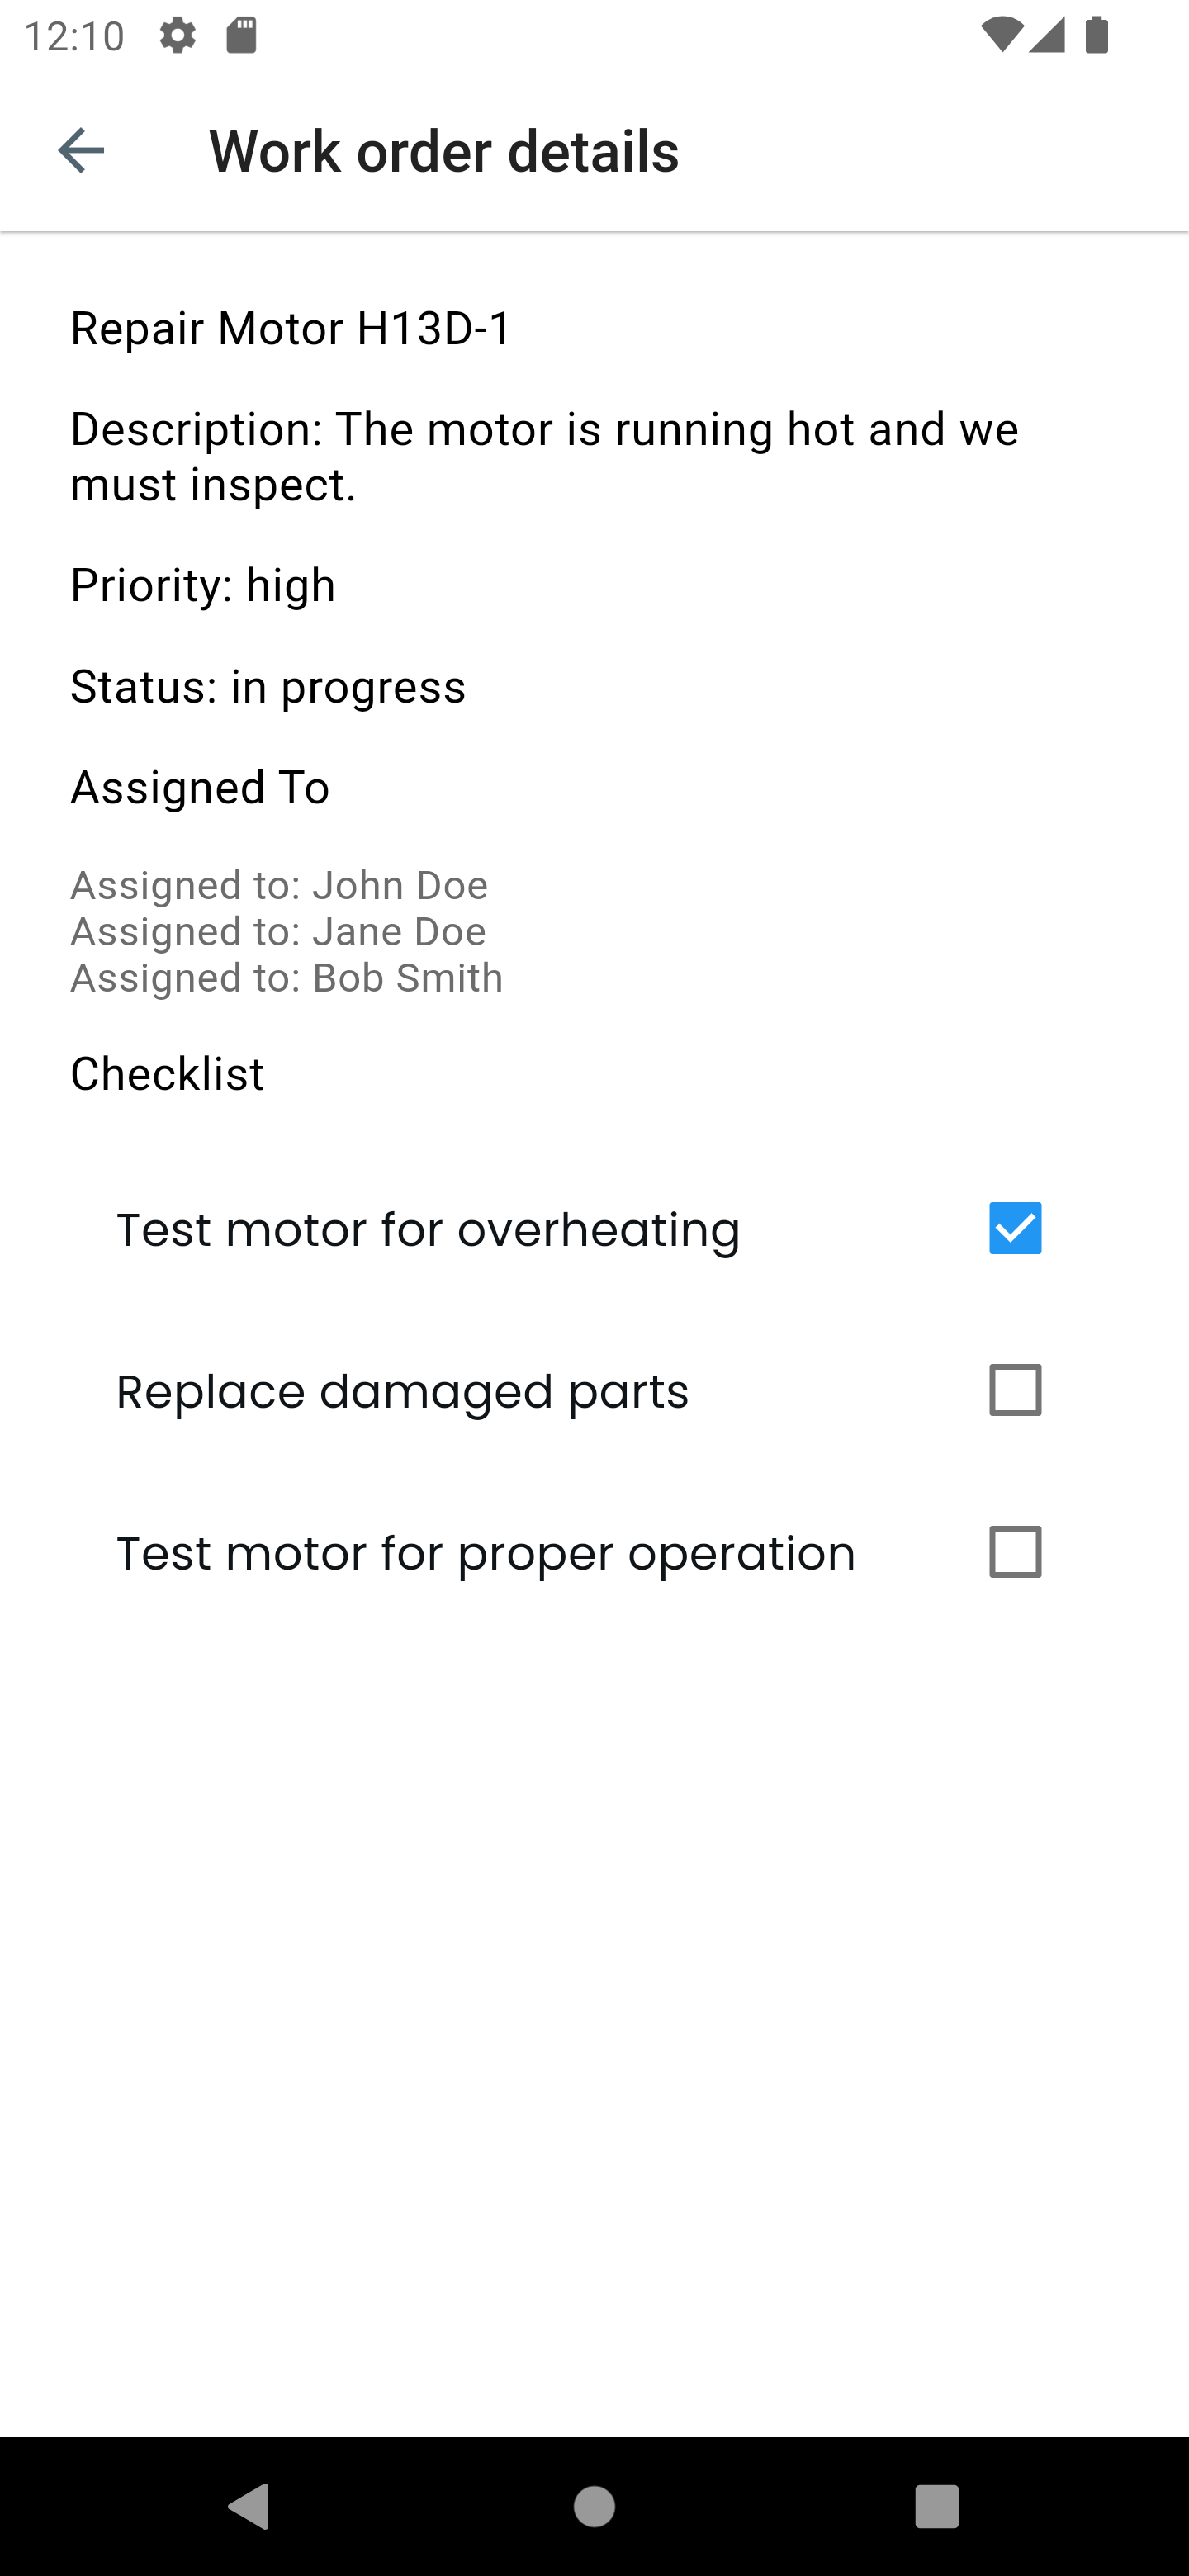 12:10
Work order details
Repair Motor H13D-1
Description: The motor is running hot and we
must inspect.
Priority: high
Status: in progress
Assigned To
Assigned to: John Doe
Assigned to: Jane Doe
Assigned to: Bob Smith
Checklist
Test motor for overheating
Replace damaged parts
Test motor for proper operation